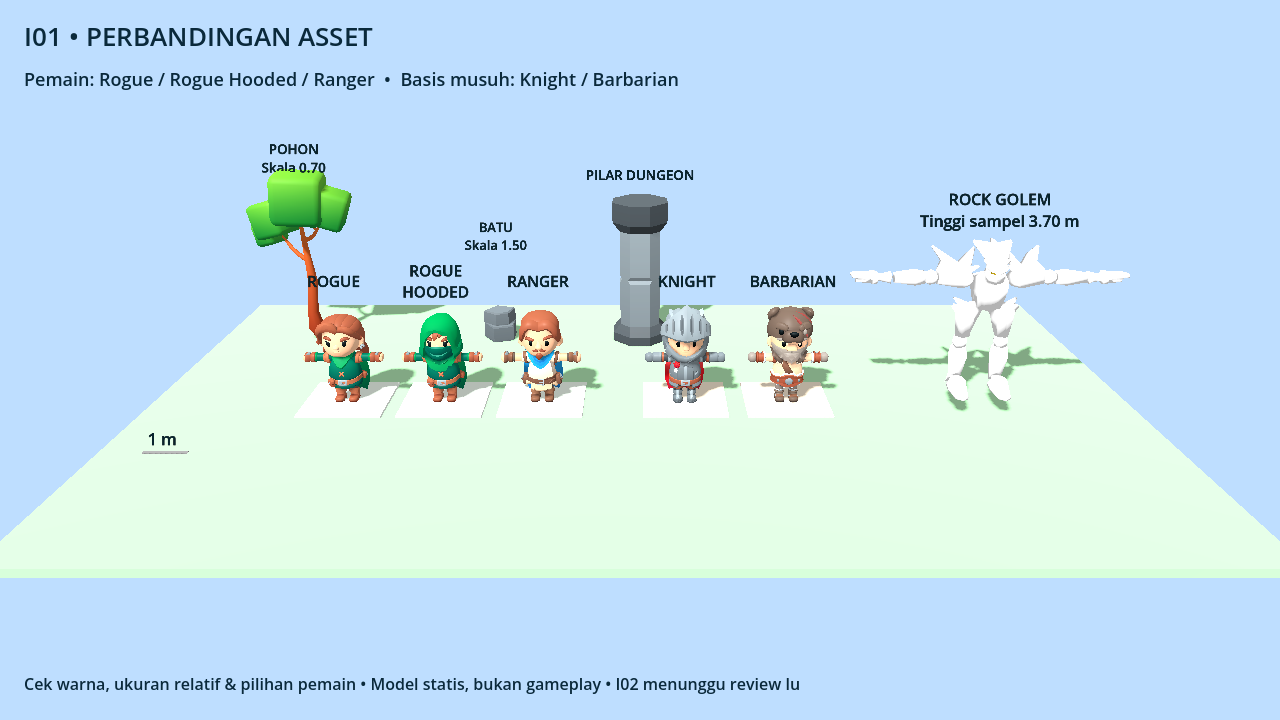 I01 • PERBANDINGAN ASSET
Pemain: Rogue / Rogue Hooded / Ranger • Basis musuh: Knight / Barbarian
POHON
Skala 0.70
PILAR DUNGEON
ROCK GOLEM
Tinggi sampel 3.70 m
BATU
Skala 1.50
ROGUE
ROGUE
HOODED
RANGER
KNIGHT
BARBARIAN
1 m
Cek warna, ukuran relatif & pilihan pemain • Model statis, bukan gameplay • I02 menunggu review lu